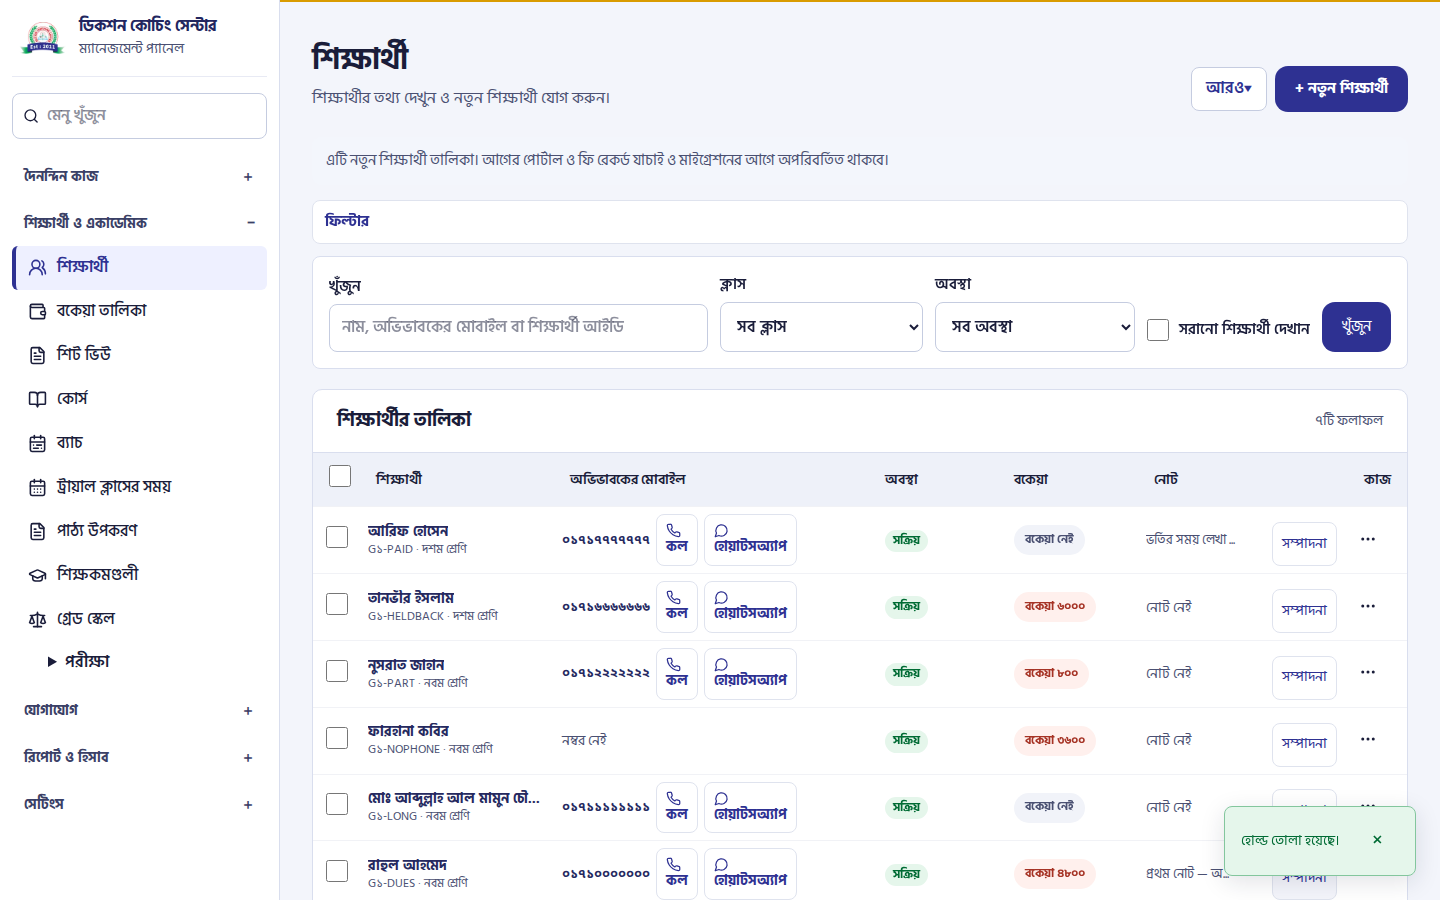 ডিকশন কোচিং সেন্টার
ম্যানেজমেন্ট প্যানেল
Est : 2011
মেনু খুঁজুন
দৈনন্দিন কাজ +
শিক্ষার্থী ও একাডেমিক −
শিক্ষার্থী
বকেয়া তালিকা
শিট ভিউ
কোর্স
ব্যাচ
ট্রায়াল ক্লাসের সময়
পাঠ্য উপকরণ
শিক্ষকমণ্ডলী
গ্রেড স্কেল
▶ পরীক্ষা
যোগাযোগ +
রিপোর্ট ও হিসাব +
সেটিংস +
শিক্ষার্থী
শিক্ষার্থীর তথ্য দেখুন ও নতুন শিক্ষার্থী যোগ করুন।
আরও▾
+ নতুন শিক্ষার্থী
এটি নতুন শিক্ষার্থী তালিকা। আগের পোর্টাল ও ফি রেকর্ড যাচাই ও মাইগ্রেশনের আগে অপরিবর্তিত থাকবে।
ফিল্টার
খুঁজুন ক্লাস অবস্থা
নাম, অভিভাবকের মোবাইল বা শিক্ষার্থী আইডি সব ক্লাস সব অবস্থা সরানো শিক্ষার্থী দেখান খুঁজুন
শিক্ষার্থীর তালিকা ৭টি ফলাফল
শিক্ষার্থী অভিভাবকের মোবাইল অবস্থা বকেয়া নোট কাজ
আরিফ হোসেন
G১-PAID · দশম শ্রেণি
০১৭১৭৭৭৭৭৭৭ কল হোয়াটসঅ্যাপ সক্রিয় বকেয়া নেই ভর্তির সময় লেখা ... সম্পাদনা ···
তানভীর ইসলাম
G১-HELDBACK · দশম শ্রেণি
০১৭১৬৬৬৬৬৬৬ কল হোয়াটসঅ্যাপ সক্রিয় বকেয়া ৬০০০ নোট নেই সম্পাদনা ···
নুসরাত জাহান
G১-PART · নবম শ্রেণি
০১৭১২২২২২২২ কল হোয়াটসঅ্যাপ সক্রিয় বকেয়া ৮০০ নোট নেই সম্পাদনা ···
ফারহানা কবির
G১-NOPHONE · নবম শ্রেণি
নম্বর নেই সক্রিয় বকেয়া ৩৬০০ নোট নেই সম্পাদনা ···
মোঃ আব্দুল্লাহ আল মামুন চৌ...
G১-LONG · নবম শ্রেণি
০১৭১১১১১১১১ কল হোয়াটসঅ্যাপ সক্রিয় বকেয়া নেই নোট নেই
রাহুল আহমেদ
G১-DUES · নবম শ্রেণি
০১৭১০০০০০০০ কল হোয়াটসঅ্যাপ সক্রিয় বকেয়া ৪৮০০ প্রথম নোট — অ... সম্পাদনা
হোল্ড তোলা হয়েছে। ×